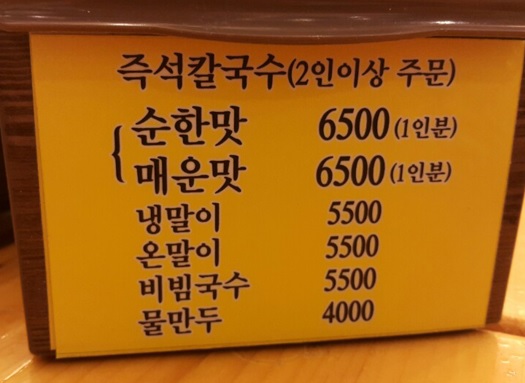 즉석칼국수(2인이상 주문)
순한맛 6500 (1인분)
매운맛 6500 (1인분)
냉말이 5500
온말이 5500
비빔국수 5500
물만두 4000